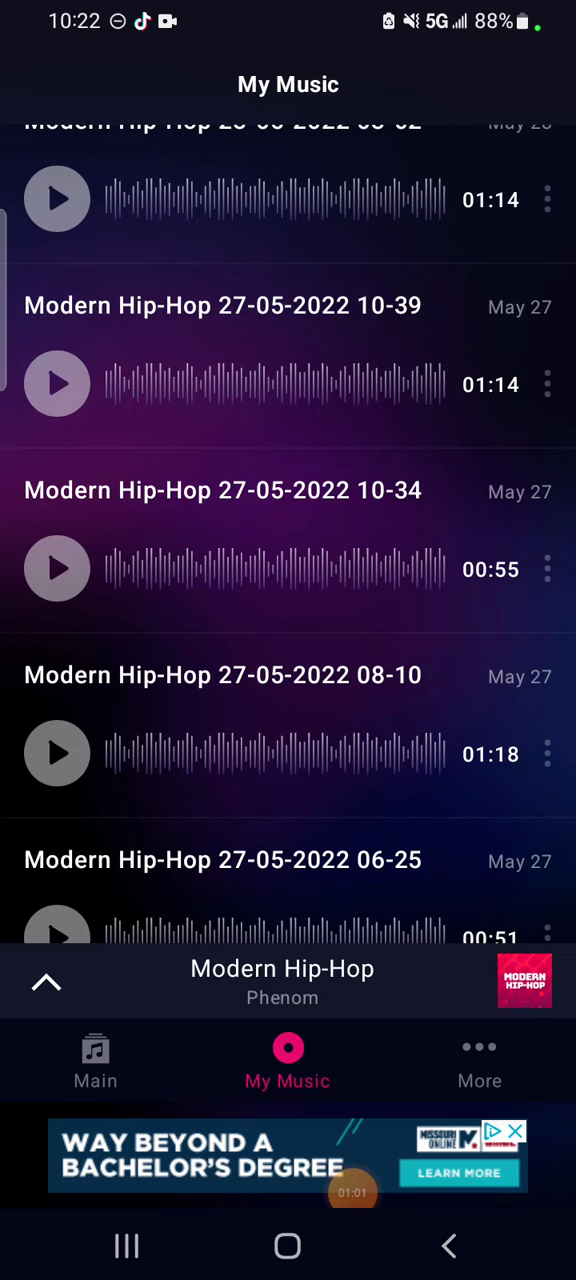 10:22
5G 88%
My Music
01:14
Modern Hip-Hop 27-05-2022 10-39 May 27
01:14
Modern Hip-Hop 27-05-2022 10-34 May 27
00:55
Modern Hip-Hop 27-05-2022 08-10 May 27
01:18
Modern Hip-Hop 27-05-2022 06-25 May 27
00:51
Modern Hip-Hop
Phenom
MODERN
HIP-HOP
Main
My Music
More
WAY BEYOND A
BACHELOR'S DEGREE
MISSOURI
ONLINE
LEARN MORE
01:01